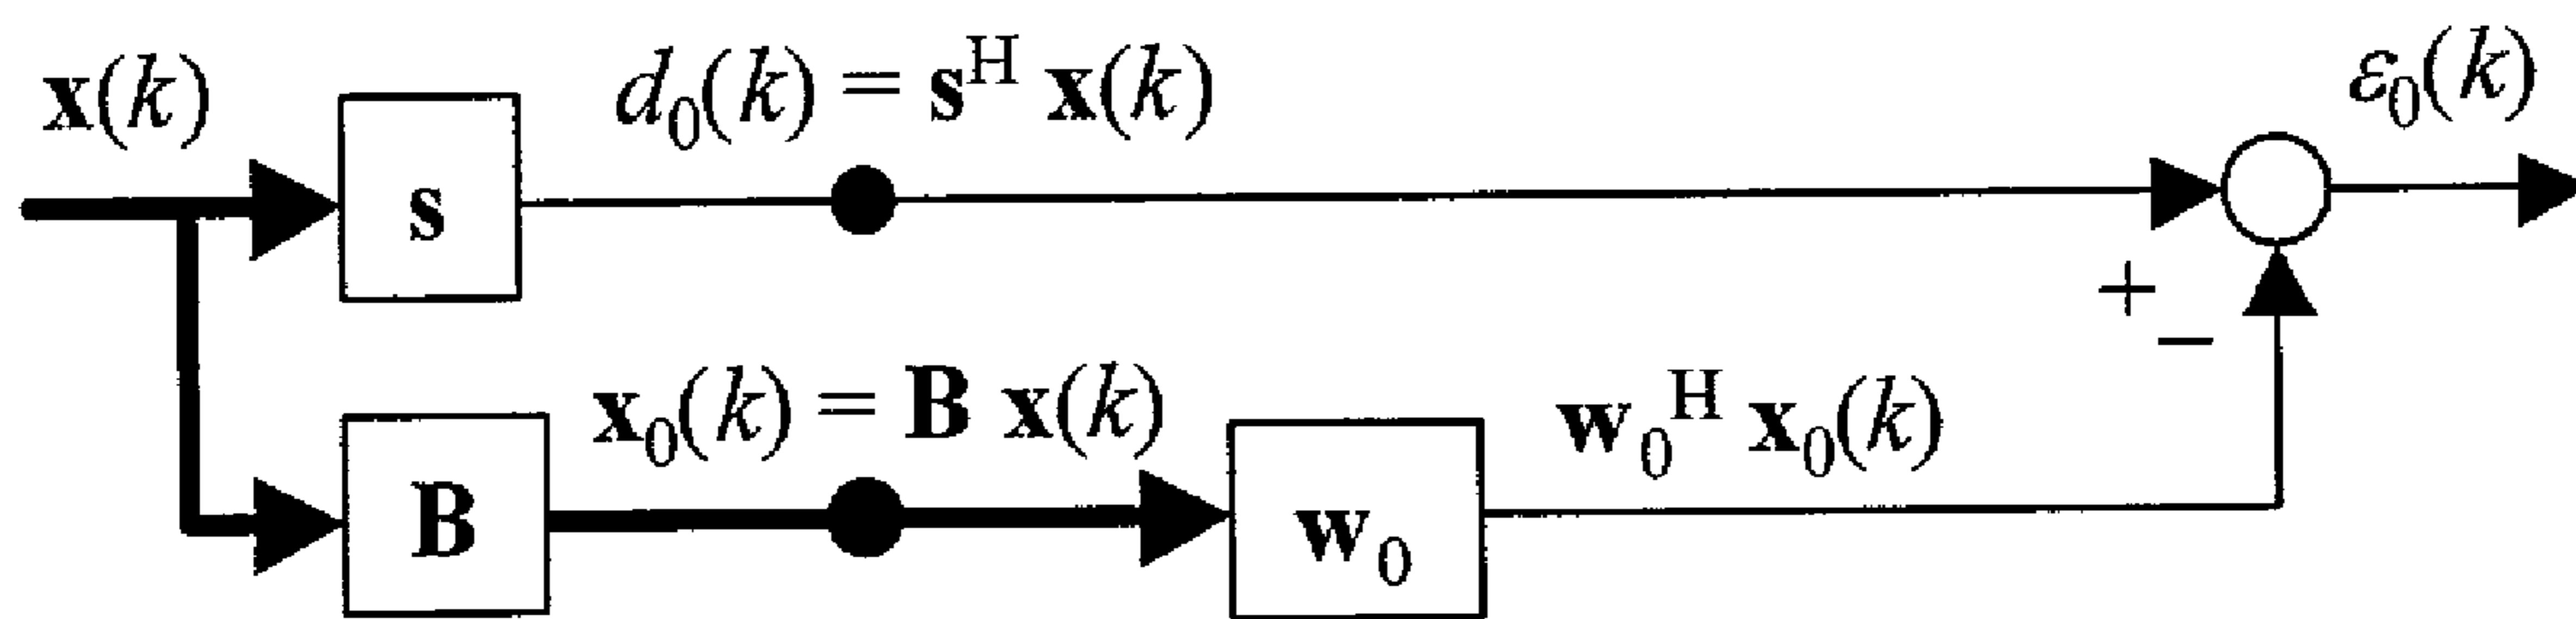 x(k)
d₀(k) = sᴴ x(k)
ε₀(k)
s
+
−
x₀(k) = B x(k)
w₀ᴴ x₀(k)
B
w₀